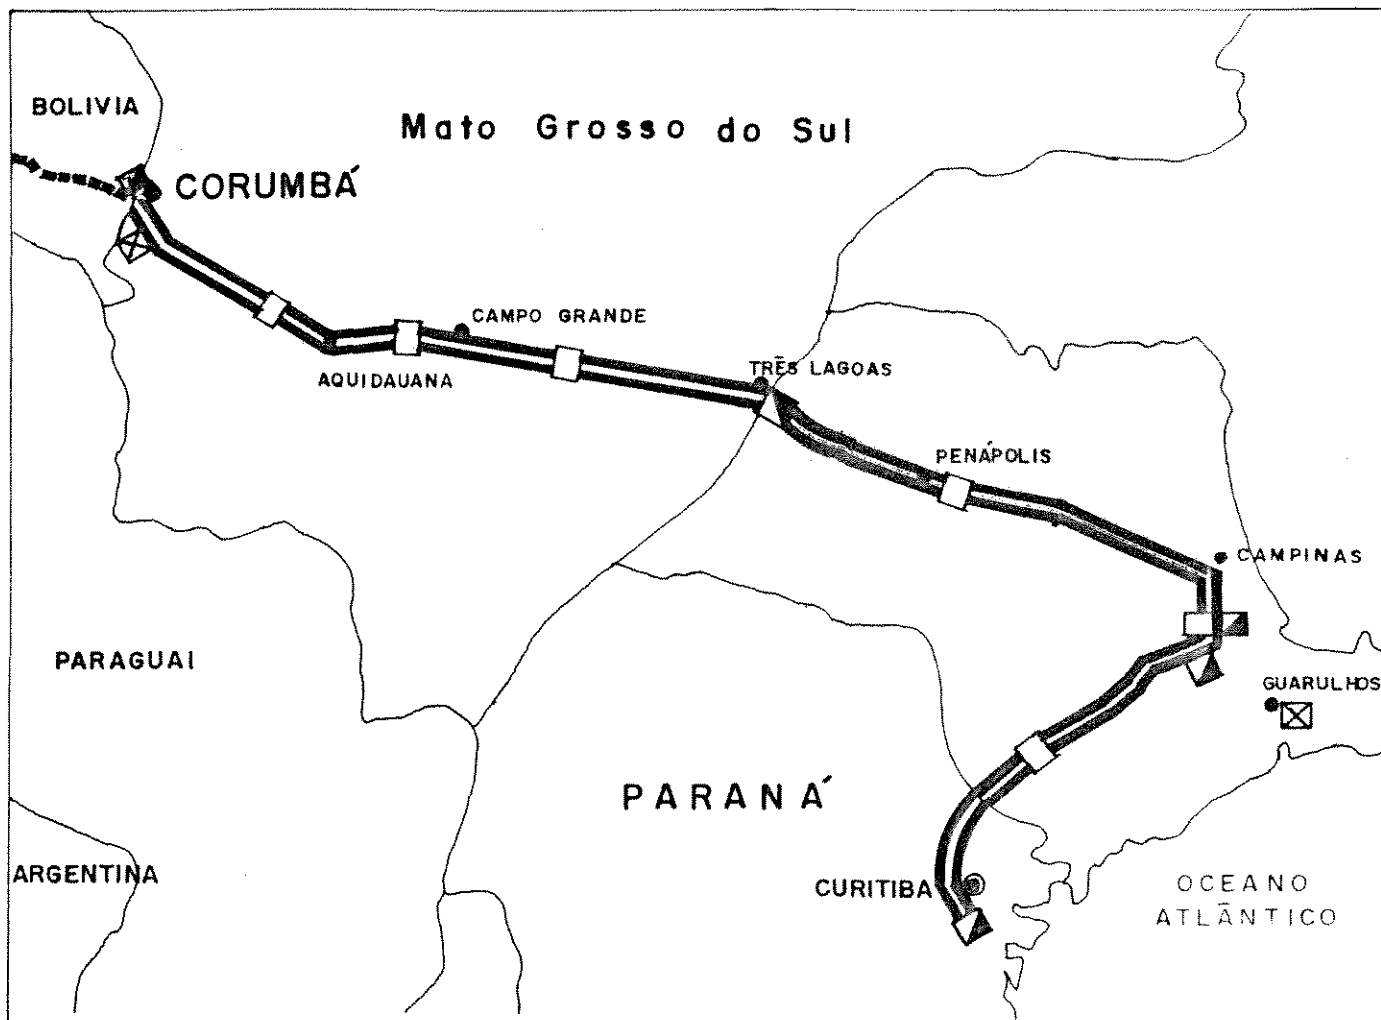 BOLIVIA
Mato Grosso do Sul
CORUMBÁ
CAMPO GRANDE
TRÊS LAGOAS
AQUIDAUANA
PENÁPOLIS
CAMPINAS
PARAGUAI
GUARULHOS
PARANÁ
ARGENTINA
CURITIBA
OCEANO
ATLÂNTICO